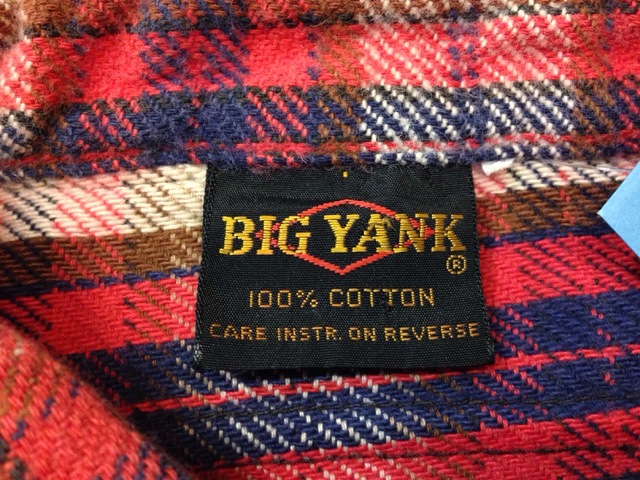 BIG YANK®
100% COTTON
CARE INSTR. ON REVERSE